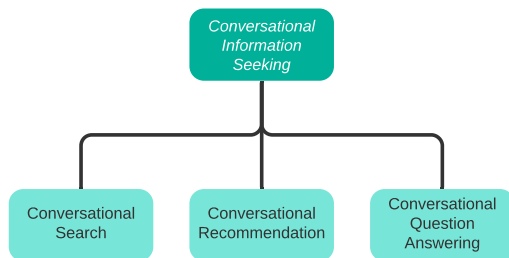 Conversational
Information
Seeking
Conversational
Search
Conversational
Recommendation
Conversational
Question
Answering